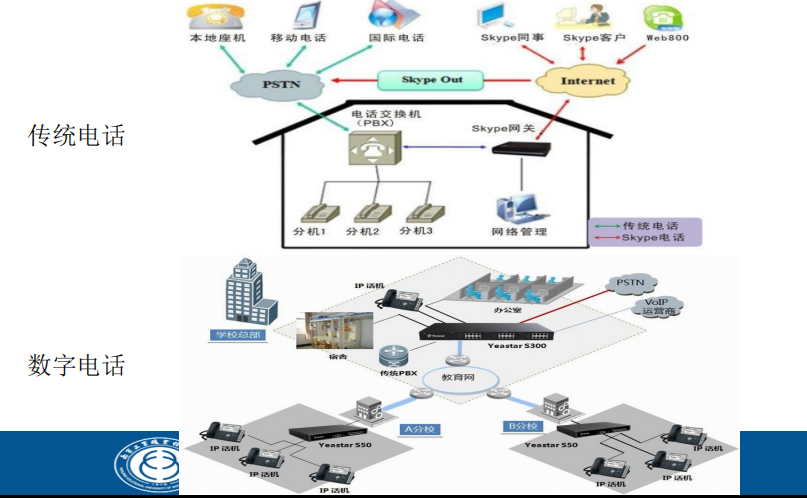 本地座机 移动电话 国际电话 Skype同事 Skype客户 Web800
PSTN Skype Out Internet
传统电话
电话交换机
(PBX)
Skype网关
分机1 分机2 分机3 网络管理
传统电话
Skype电话
数字电话
IP 话机
办公室
PSTN
VoIP
运营商
学校总部
宿舍
Yeastar S300
传统PBX
教育网
A分校
B分校
Yeastar S50
Yeastar S50
IP 话机
IP 话机
IP 话机
IP 话机
IP 话机
IP 话机